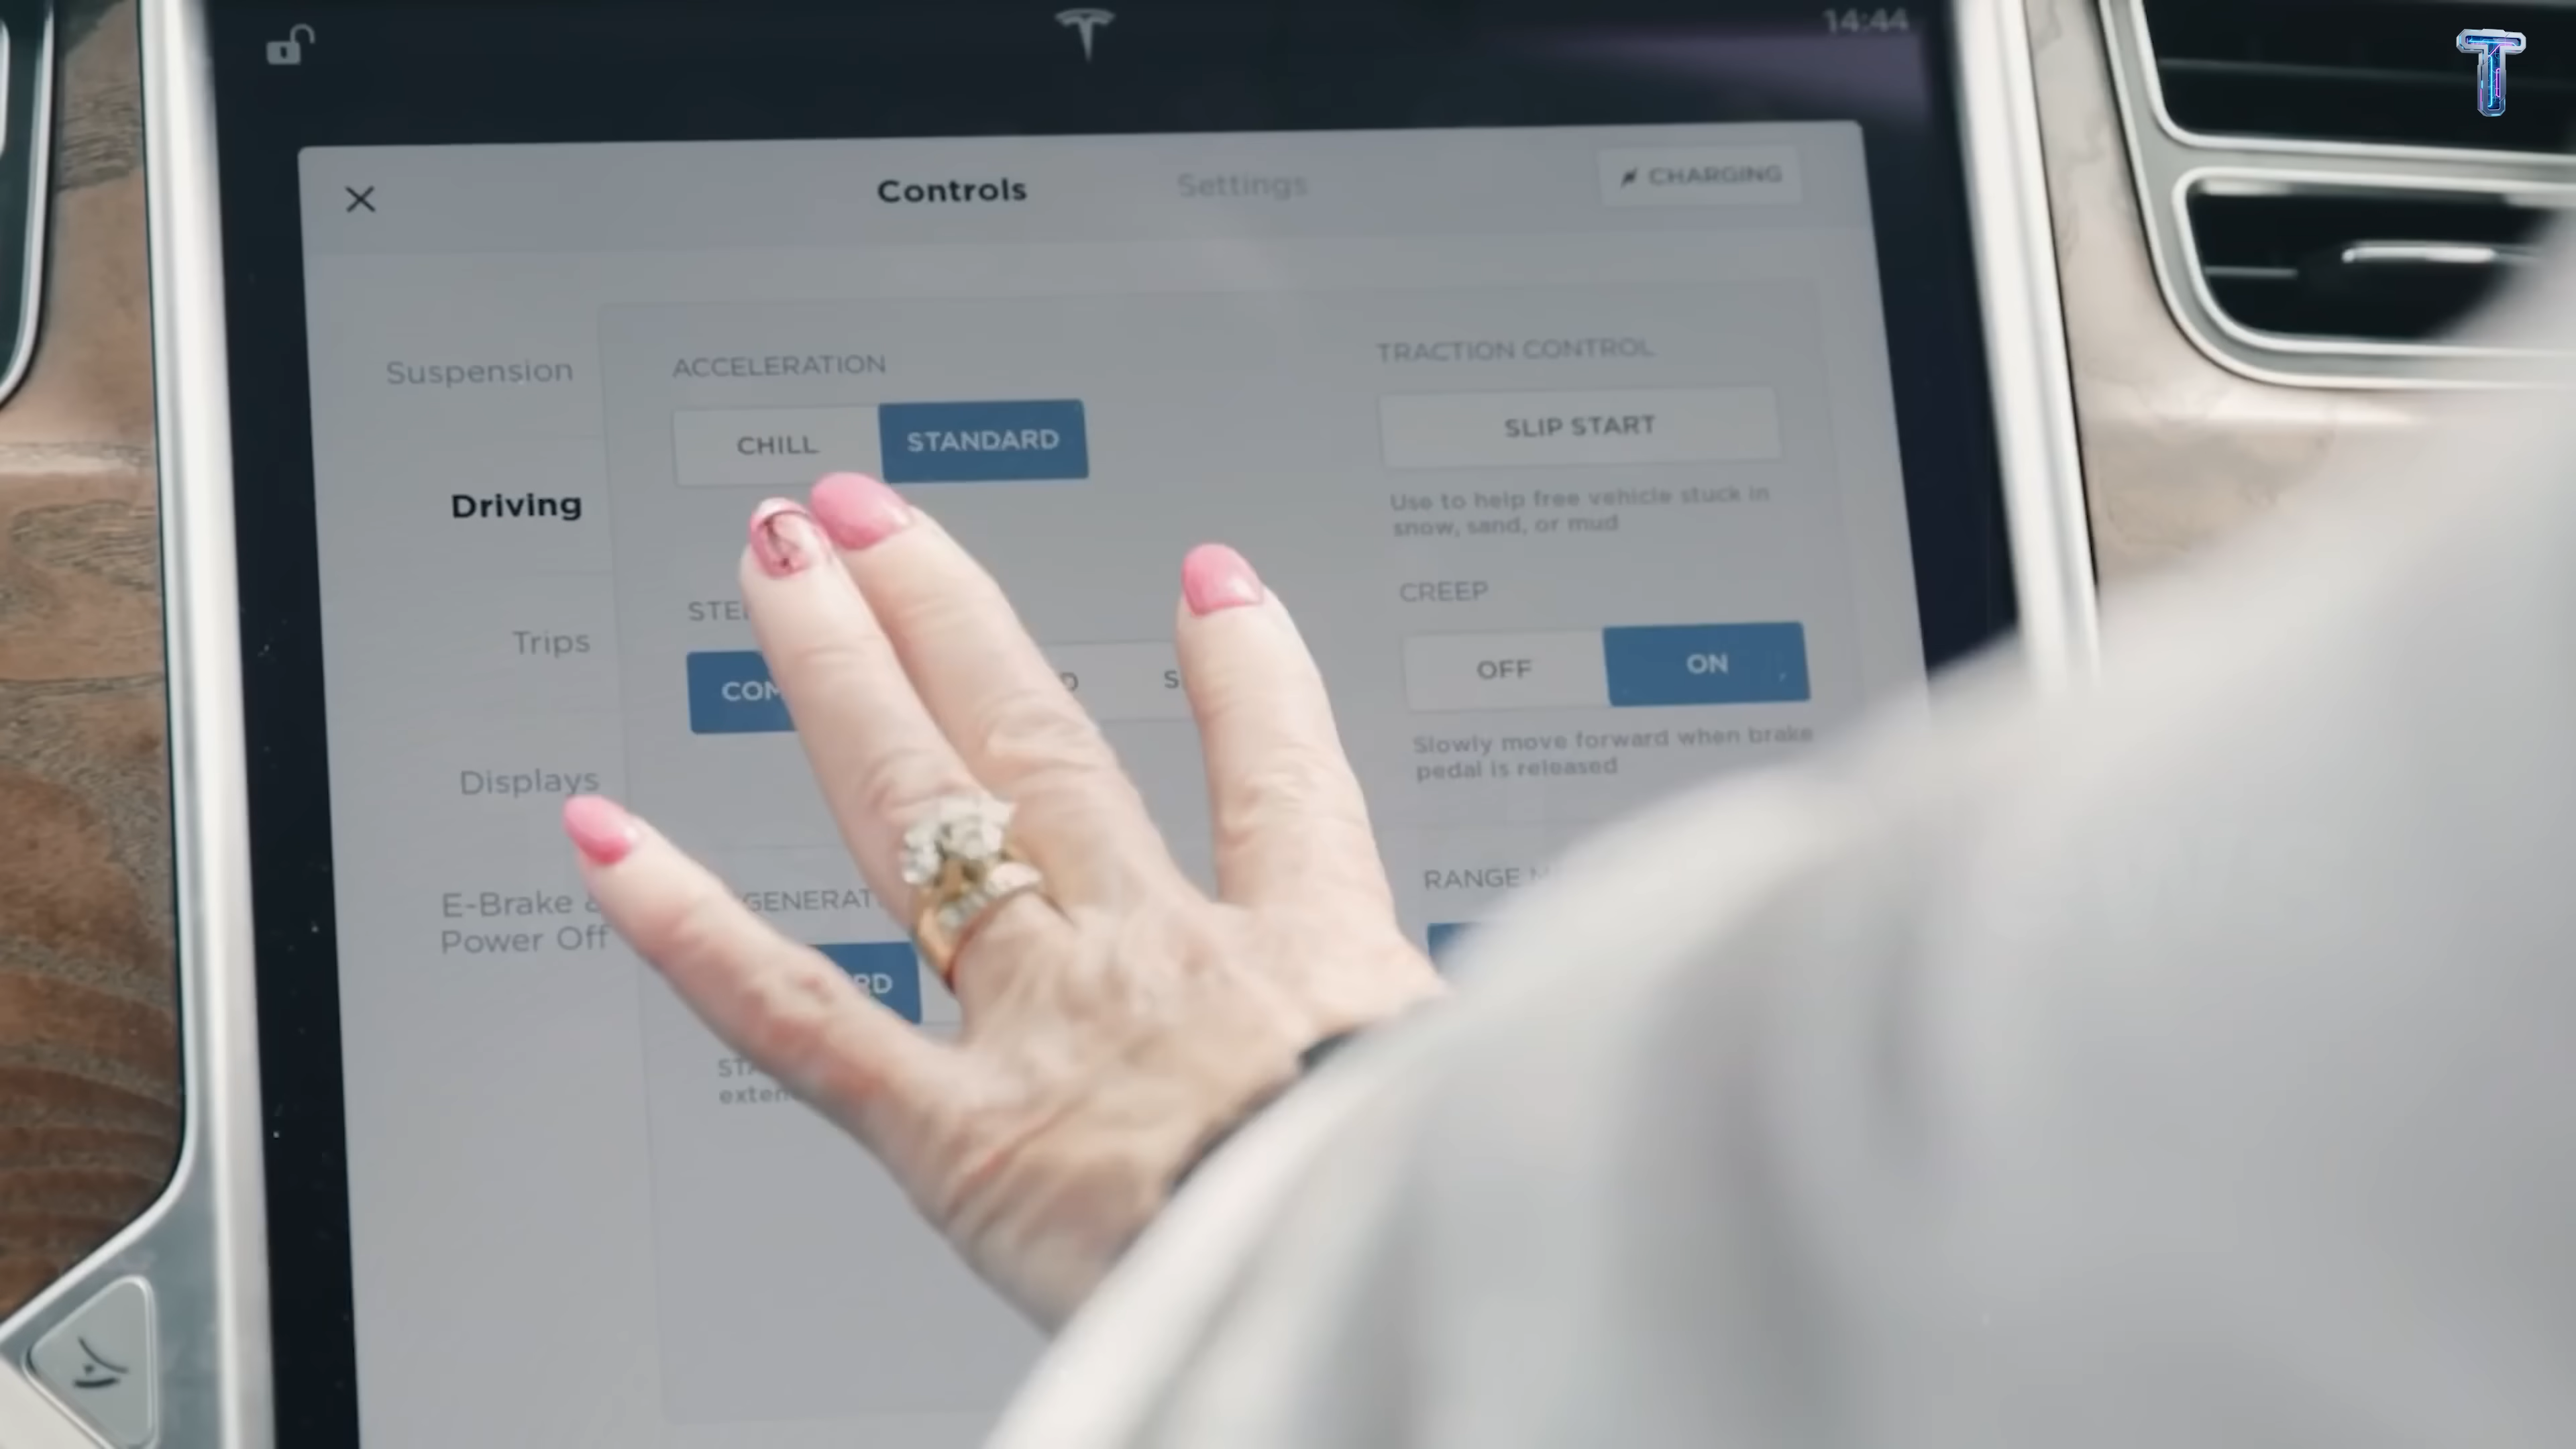 14:44
Controls
Settings
CHARGING
Suspension
Driving
Trips
Displays
E-Brake
Power Off
ACCELERATION
CHILL
STANDARD
TRACTION CONTROL
SLIP START
Use to help free vehicle stuck in
snow, sand, or mud
CREEP
OFF
ON
Slowly move forward when brake
pedal is released
RANGE